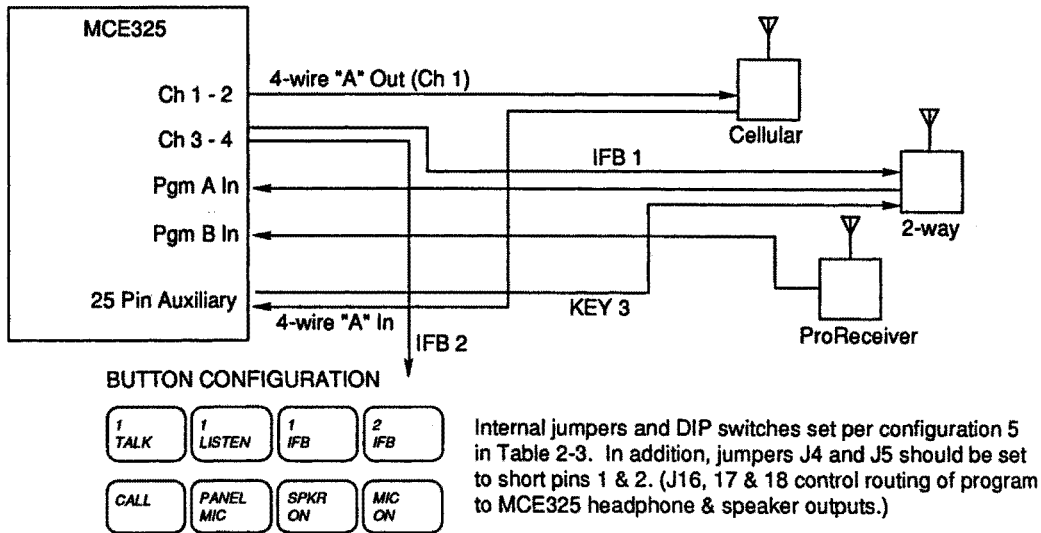 MCE325
Ch 1 - 2
4-wire "A" Out (Ch 1)
Cellular
Ch 3 - 4
IFB 1
Pgm A In
2-way
Pgm B In
25 Pin Auxiliary
KEY 3
ProReceiver
4-wire "A" In
IFB 2
BUTTON CONFIGURATION
1
TALK
1
LISTEN
1
IFB
2
IFB
CALL
PANEL
MIC
SPKR
ON
MIC
ON
Internal jumpers and DIP switches set per configuration 5
in Table 2-3. In addition, jumpers J4 and J5 should be set
to short pins 1 & 2. (J16, 17 & 18 control routing of program
to MCE325 headphone & speaker outputs.)